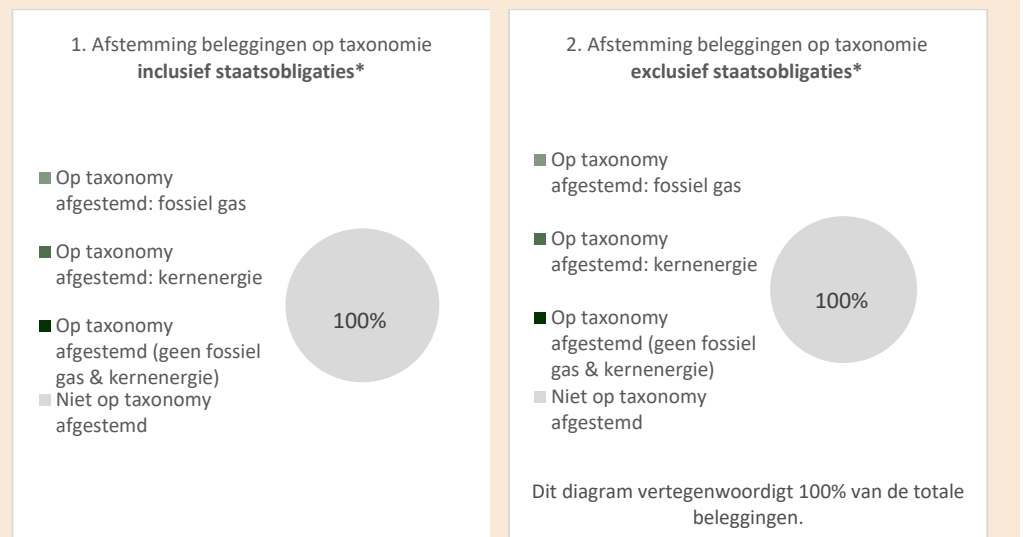 1. Afstemming beleggingen op taxonomie
inclusief staatsobligaties*
Op taxonomy
afgestemd: fossiel gas
Op taxonomy
afgestemd: kernenergie
Op taxonomy
afgestemd (geen fossiel
gas & kernenergie)
Niet op taxonomy
afgestemd
100%
2. Afstemming beleggingen op taxonomie
exclusief staatsobligaties*
Op taxonomy
afgestemd: fossiel gas
Op taxonomy
afgestemd: kernenergie
Op taxonomy
afgestemd (geen fossiel
gas & kernenergie)
Niet op taxonomy
afgestemd
100%
Dit diagram vertegenwoordigt 100% van de totale
beleggingen.